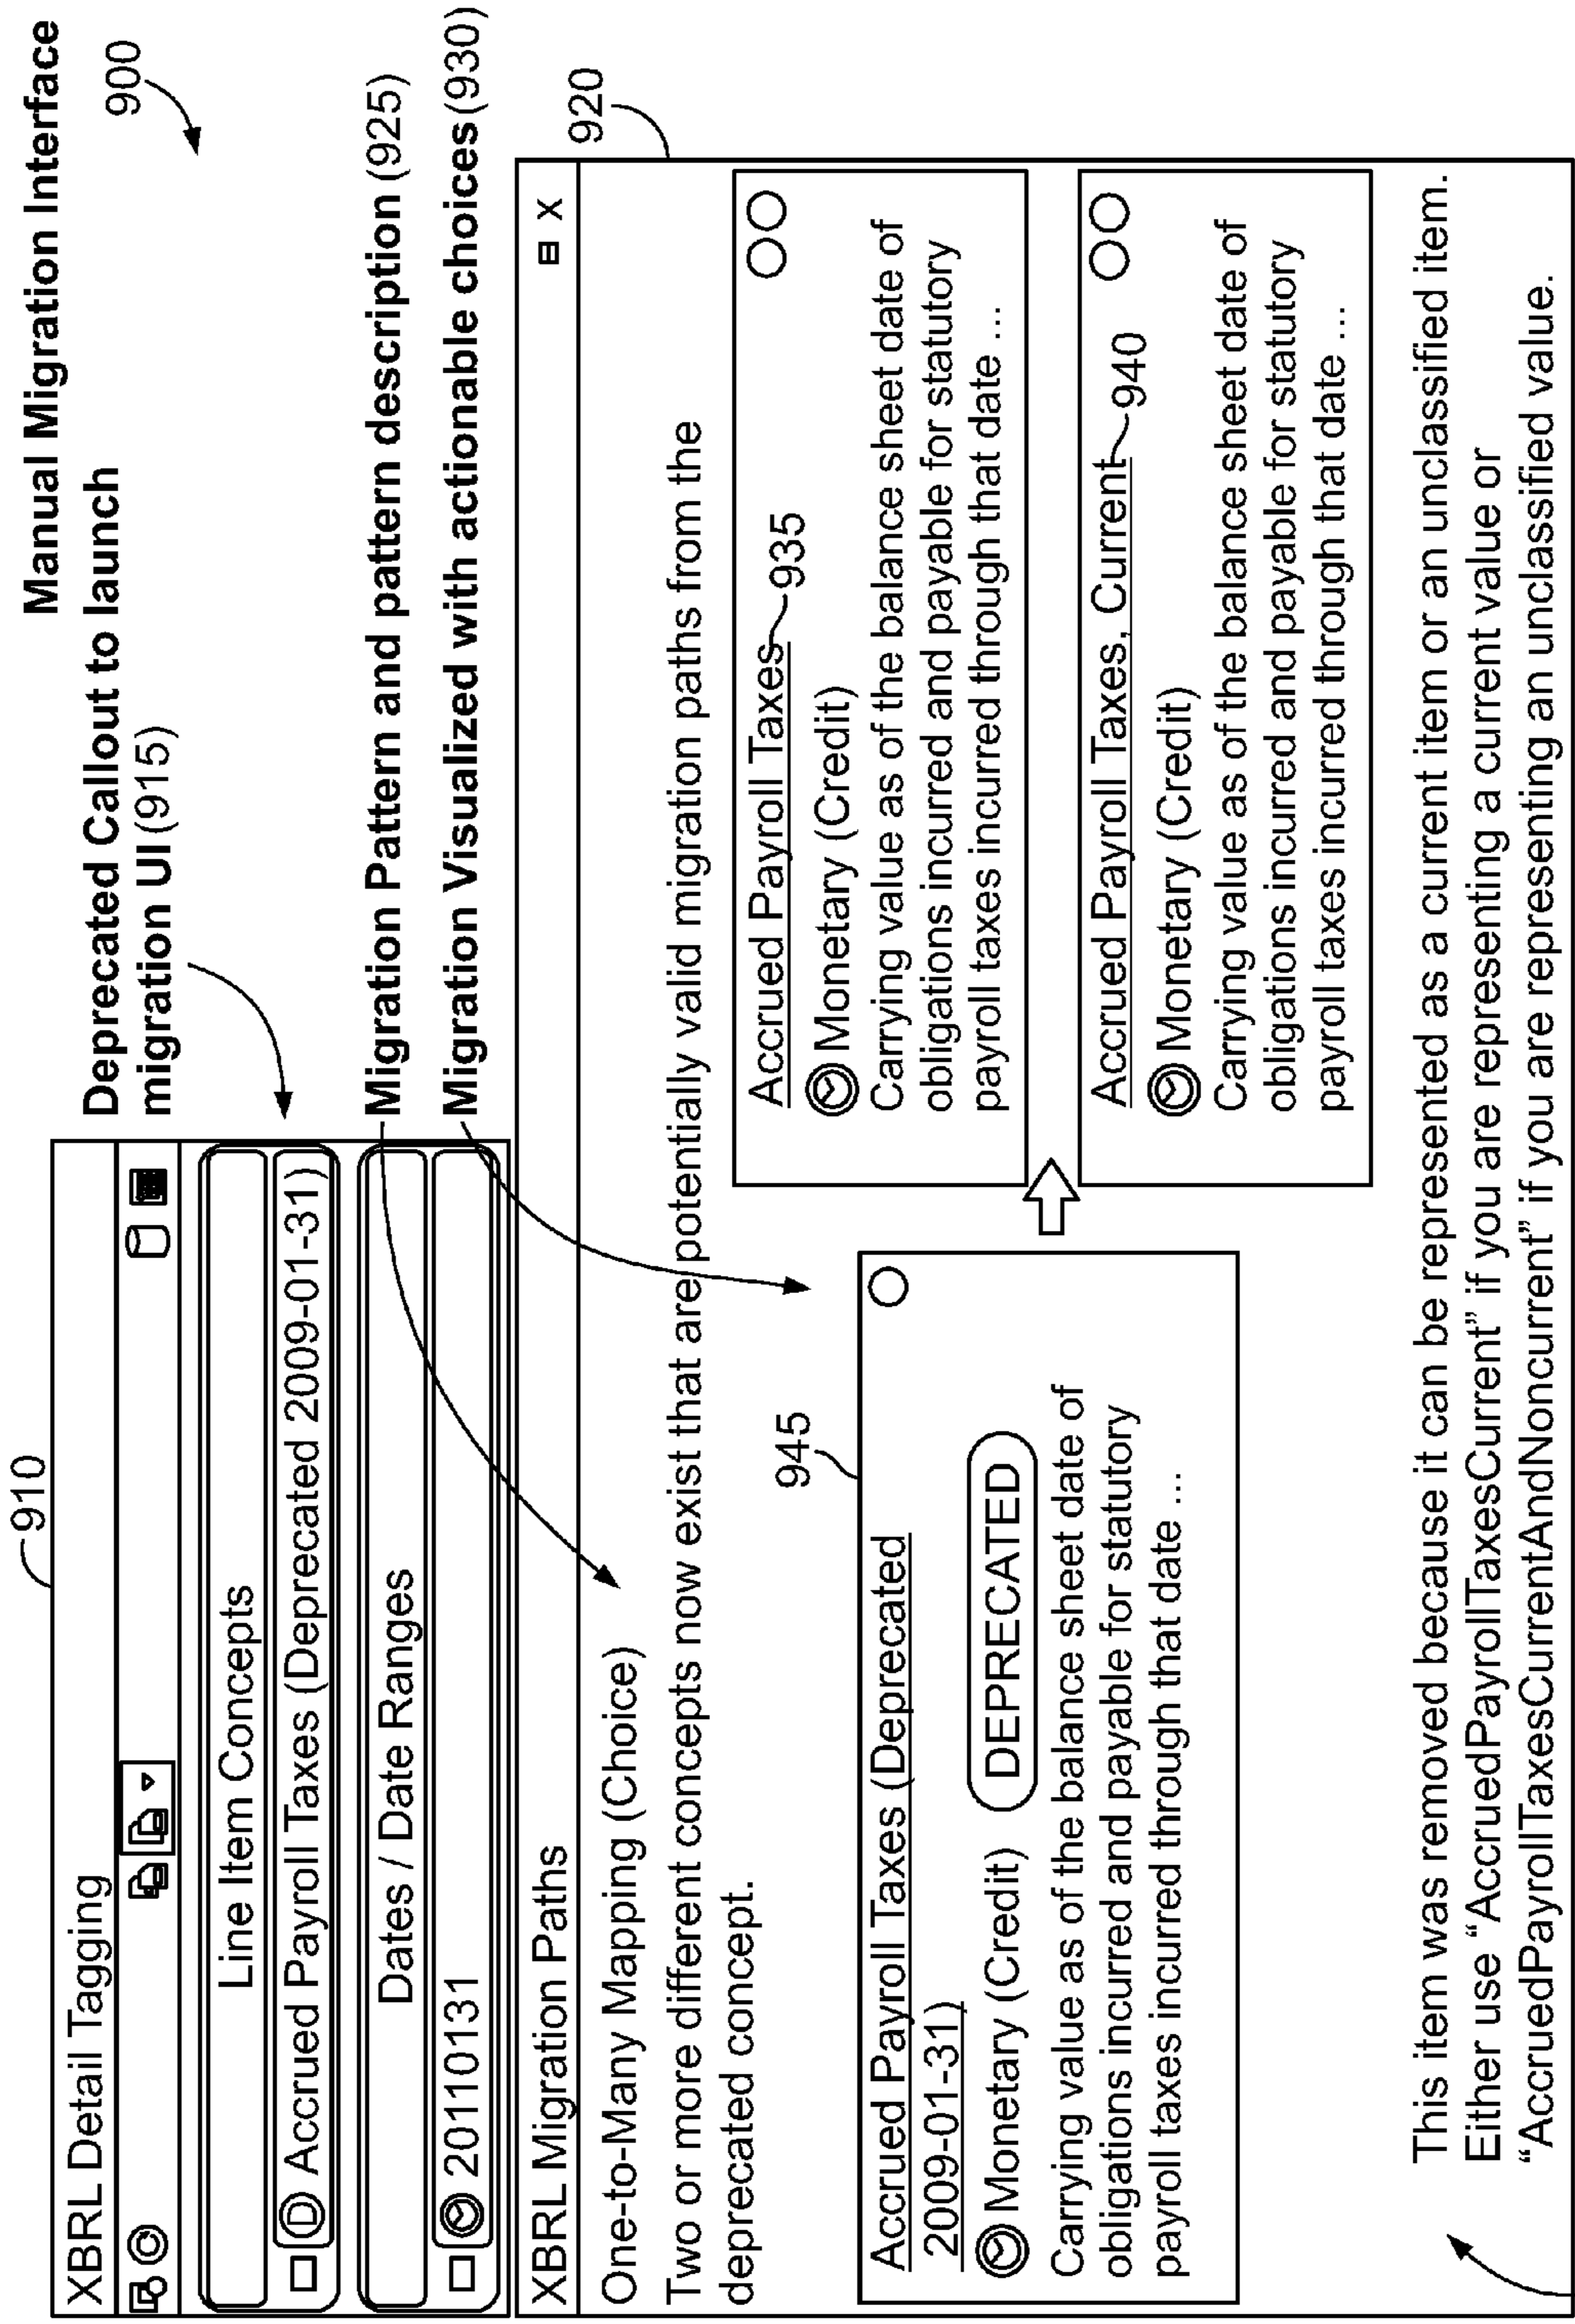 Manual Migration Interface
900
910
XBRL Detail Tagging
Line Item Concepts
D Accrued Payroll Taxes (Deprecated 2009-01-31)
Dates / Date Ranges
20110131
Deprecated Callout to launch
migration UI (915)
Migration Pattern and pattern description (925)
Migration Visualized with actionable choices (930)
920
XBRL Migration Paths
X
One-to-Many Mapping (Choice)
Two or more different concepts now exist that are potentially valid migration paths from the
deprecated concept.
945
Accrued Payroll Taxes (Deprecated
2009-01-31)
Monetary (Credit) DEPRECATED
Carrying value as of the balance sheet date of
obligations incurred and payable for statutory
payroll taxes incurred through that date ...
Accrued Payroll Taxes 935
Monetary (Credit)
Carrying value as of the balance sheet date of
obligations incurred and payable for statutory
payroll taxes incurred through that date ...
Accrued Payroll Taxes, Current 940
Monetary (Credit)
Carrying value as of the balance sheet date of
obligations incurred and payable for statutory
payroll taxes incurred through that date ...
This item was removed because it can be represented as a current item or an unclassified item.
Either use “AccruedPayrollTaxesCurrent” if you are representing a current value or
“AccruedPayrollTaxesCurrentAndNoncurrent” if you are representing an unclassified value.